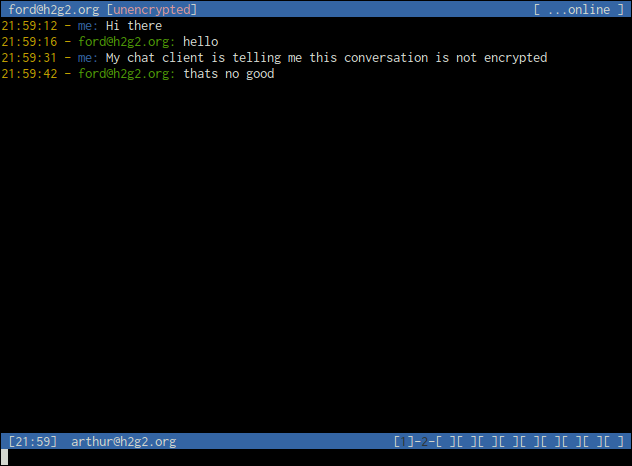 ford@h2g2.org [unencrypted] [ ...online ]
21:59:12 - me: Hi there
21:59:16 - ford@h2g2.org: hello
21:59:31 - me: My chat client is telling me this conversation is not encrypted
21:59:42 - ford@h2g2.org: thats no good
[21:59] arthur@h2g2.org [1]-2-[ ][ ][ ][ ][ ][ ][ ][ ][ ]